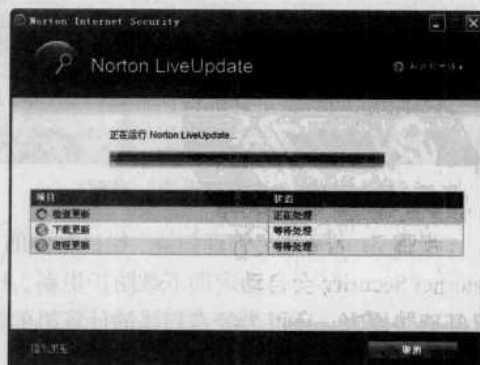 Norton Internet Security
Norton LiveUpdate
正在运行 Norton LiveUpdate...
项目 状态
检查更新 正在处理
下载更新 等待处理
进程更新 等待处理
取消